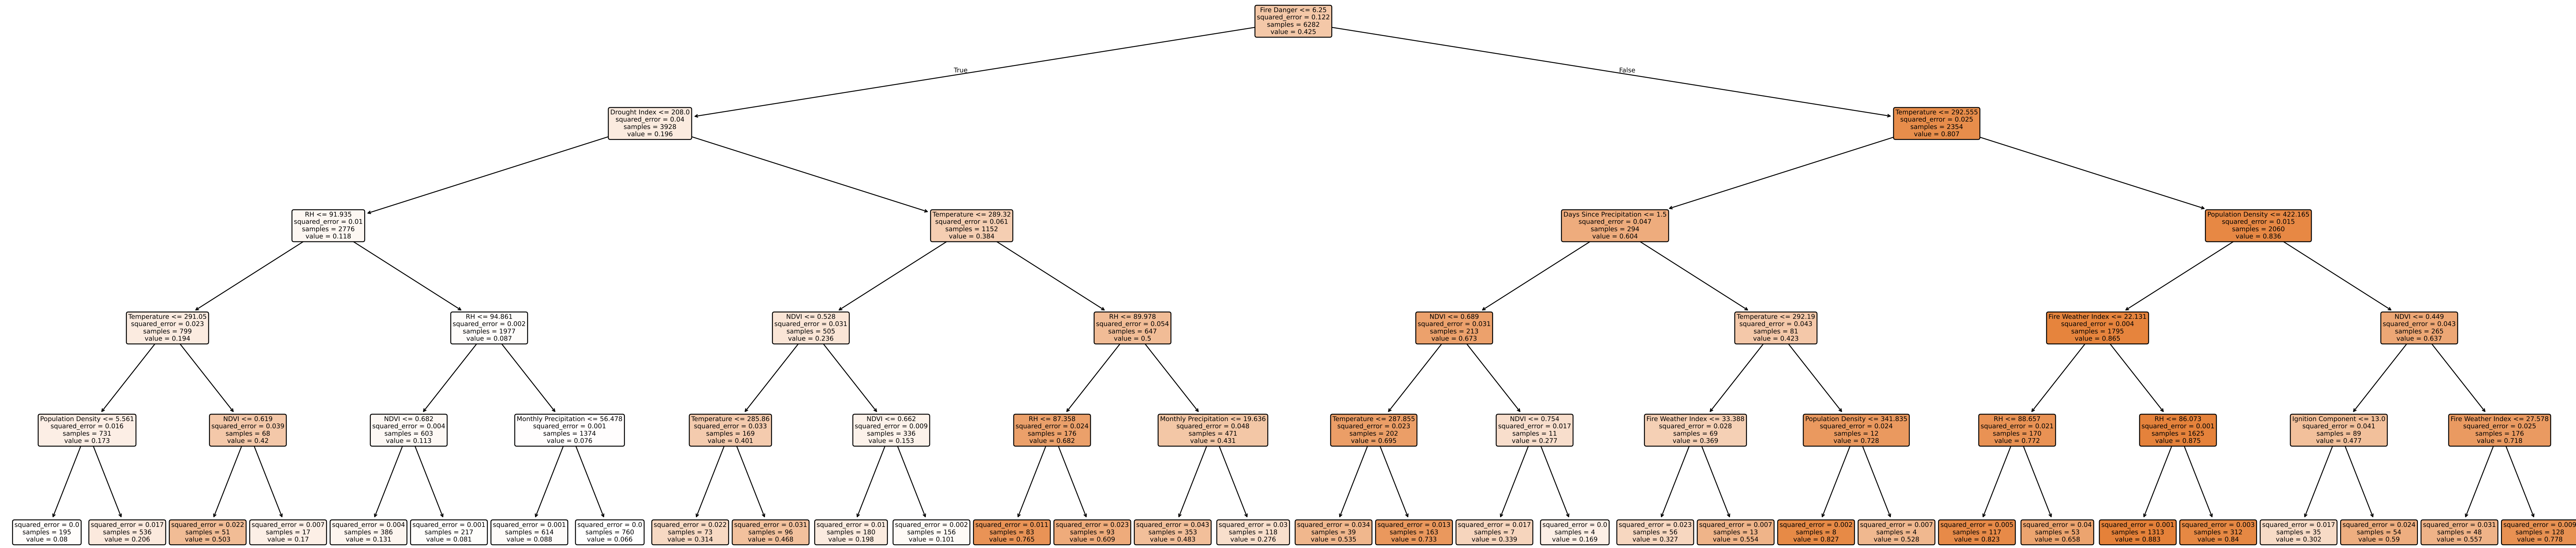 Fire Danger <= 6.25
squared_error = 0.122
samples = 6282
value = 0.425
True
False
Drought Index <= 208.0
squared_error = 0.04
samples = 3928
value = 0.196
Temperature <= 292.555
squared_error = 0.025
samples = 2354
value = 0.807
RH <= 91.935
squared_error = 0.01
samples = 2776
value = 0.118
Temperature <= 289.32
squared_error = 0.061
samples = 1152
value = 0.384
Days Since Precipitation <= 1.5
squared_error = 0.047
samples = 294
value = 0.604
Population Density <= 422.165
squared_error = 0.015
samples = 2060
value = 0.836
Temperature <= 291.05
squared_error = 0.023
samples = 799
value = 0.194
RH <= 94.861
squared_error = 0.002
samples = 1977
value = 0.087
NDVI <= 0.528
squared_error = 0.031
samples = 505
value = 0.236
RH <= 89.978
squared_error = 0.054
samples = 647
value = 0.5
NDVI <= 0.689
squared_error = 0.031
samples = 213
value = 0.673
Temperature <= 292.19
squared_error = 0.043
samples = 81
value = 0.423
Fire Weather Index <= 22.131
squared_error = 0.004
samples = 1795
value = 0.865
NDVI <= 0.449
squared_error = 0.043
samples = 265
value = 0.637
Population Density <= 5.561
squared_error = 0.016
samples = 731
value = 0.173
NDVI <= 0.619
squared_error = 0.039
samples = 68
value = 0.42
NDVI <= 0.682
squared_error = 0.004
samples = 603
value = 0.113
Monthly Precipitation <= 56.478
squared_error = 0.001
samples = 1374
value = 0.076
Temperature <= 285.86
squared_error = 0.033
samples = 169
value = 0.401
NDVI <= 0.662
squared_error = 0.009
samples = 336
value = 0.153
RH <= 87.358
squared_error = 0.024
samples = 176
value = 0.682
Monthly Precipitation <= 19.636
squared_error = 0.048
samples = 471
value = 0.431
Temperature <= 287.855
squared_error = 0.023
samples = 202
value = 0.695
NDVI <= 0.754
squared_error = 0.017
samples = 11
value = 0.277
Fire Weather Index <= 33.388
squared_error = 0.028
samples = 69
value = 0.369
Population Density <= 341.835
squared_error = 0.024
samples = 12
value = 0.728
RH <= 88.657
squared_error = 0.021
samples = 170
value = 0.772
RH <= 86.073
squared_error = 0.001
samples = 1625
value = 0.875
Ignition Component <= 13.0
squared_error = 0.041
samples = 89
value = 0.477
Fire Weather Index <= 27.578
squared_error = 0.025
samples = 176
value = 0.718
squared_error = 0.0
samples = 195
value = 0.08
squared_error = 0.017
samples = 536
value = 0.206
squared_error = 0.022
samples = 51
value = 0.503
squared_error = 0.007
samples = 17
value = 0.17
squared_error = 0.004
samples = 386
value = 0.131
squared_error = 0.001
samples = 217
value = 0.081
squared_error = 0.001
samples = 614
value = 0.088
squared_error = 0.0
samples = 760
value = 0.066
squared_error = 0.022
samples = 73
value = 0.314
squared_error = 0.031
samples = 96
value = 0.468
squared_error = 0.01
samples = 180
value = 0.198
squared_error = 0.002
samples = 156
value = 0.101
squared_error = 0.011
samples = 83
value = 0.765
squared_error = 0.023
samples = 93
value = 0.609
squared_error = 0.043
samples = 353
value = 0.483
squared_error = 0.03
samples = 118
value = 0.276
squared_error = 0.034
samples = 39
value = 0.535
squared_error = 0.013
samples = 163
value = 0.733
squared_error = 0.017
samples = 7
value = 0.339
squared_error = 0.0
samples = 4
value = 0.169
squared_error = 0.023
samples = 56
value = 0.327
squared_error = 0.007
samples = 13
value = 0.554
squared_error = 0.002
samples = 8
value = 0.827
squared_error = 0.007
samples = 4
value = 0.528
squared_error = 0.005
samples = 117
value = 0.823
squared_error = 0.04
samples = 53
value = 0.658
squared_error = 0.001
samples = 1313
value = 0.883
squared_error = 0.003
samples = 312
value = 0.84
squared_error = 0.017
samples = 35
value = 0.302
squared_error = 0.024
samples = 54
value = 0.59
squared_error = 0.031
samples = 48
value = 0.557
squared_error = 0.009
samples = 128
value = 0.778